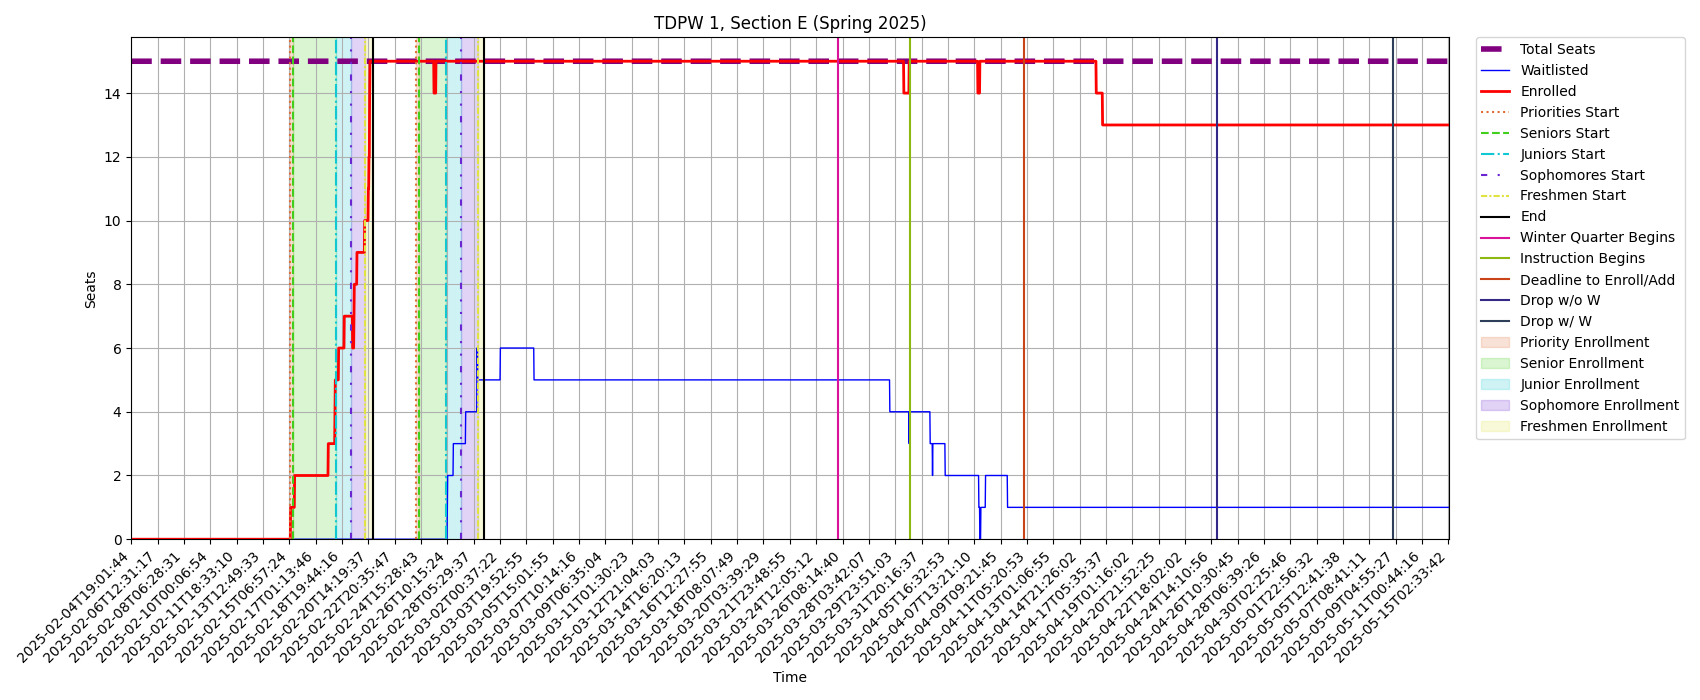 TDPW 1, Section E (Spring 2025)
Seats
14
12
10
8
6
4
2
0
2025-02-04T19:01:44
2025-02-06T12:31:17
2025-02-08T06:28:31
2025-02-10T00:06:54
2025-02-11T18:33:10
2025-02-13T12:49:33
2025-02-15T06:57:24
2025-02-17T01:13:46
2025-02-18T19:44:16
2025-02-20T14:19:37
2025-02-22T20:35:47
2025-02-24T15:28:43
2025-02-26T10:15:24
2025-02-28T05:29:37
2025-03-02T00:37:22
2025-03-03T19:52:55
2025-03-05T15:01:55
2025-03-07T10:14:16
2025-03-09T06:35:04
2025-03-11T01:30:23
2025-03-12T21:04:03
2025-03-14T16:20:13
2025-03-16T12:27:55
2025-03-18T08:07:49
2025-03-20T03:39:29
2025-03-21T23:48:55
2025-03-24T12:05:12
2025-03-26T08:14:40
2025-03-28T03:42:07
2025-03-29T23:51:03
2025-03-31T20:16:37
2025-04-05T16:32:53
2025-04-07T13:21:10
2025-04-09T09:21:45
2025-04-11T05:20:53
2025-04-13T01:06:55
2025-04-14T21:26:02
2025-04-17T05:35:37
2025-04-19T01:16:02
2025-04-20T21:52:25
2025-04-22T18:02:02
2025-04-24T14:10:56
2025-04-26T10:30:45
2025-04-28T06:39:26
2025-04-30T02:25:46
2025-05-01T22:56:32
2025-05-05T12:41:38
2025-05-07T08:41:11
2025-05-09T04:55:27
2025-05-11T00:44:16
2025-05-15T02:33:42
Time
Total Seats
Waitlisted
Enrolled
Priorities Start
Seniors Start
Juniors Start
Sophomores Start
Freshmen Start
End
Winter Quarter Begins
Instruction Begins
Deadline to Enroll/Add
Drop w/o W
Drop w/ W
Priority Enrollment
Senior Enrollment
Junior Enrollment
Sophomore Enrollment
Freshmen Enrollment